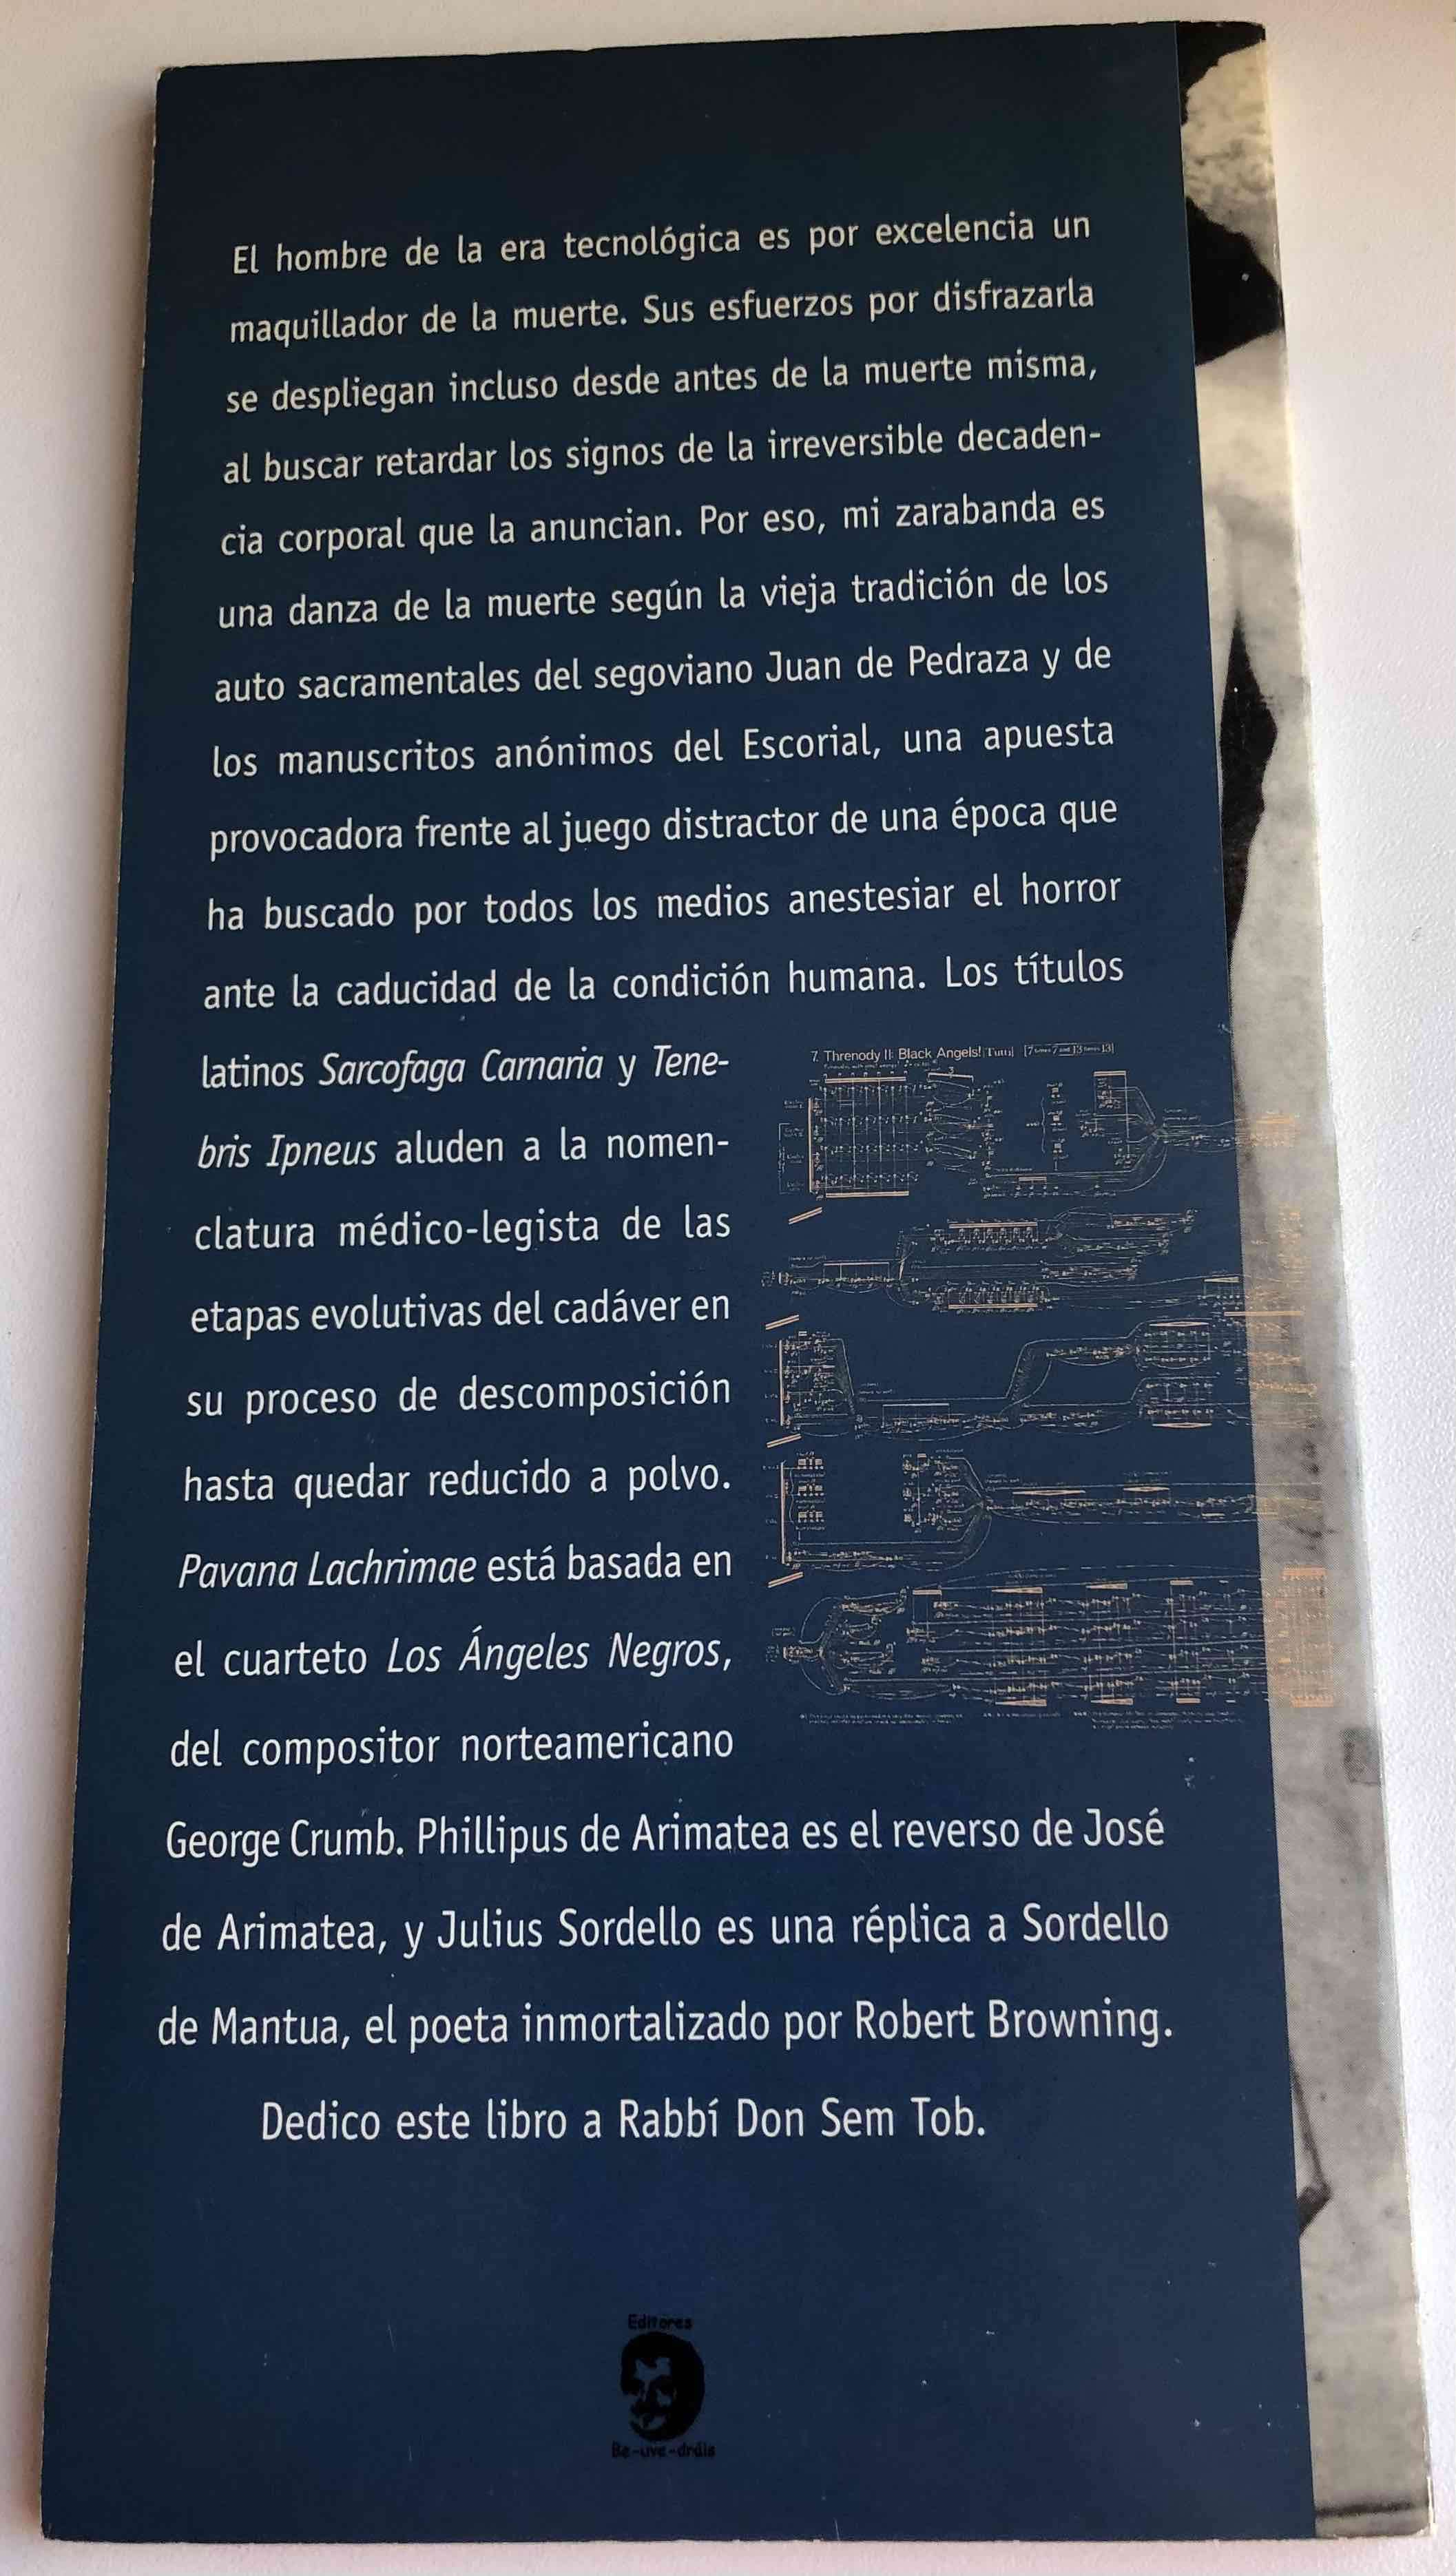 El hombre de la era tecnológica es por excelencia un
maquillador de la muerte. Sus esfuerzos por disfrazarla
se despliegan incluso desde antes de la muerte misma,
al buscar retardar los signos de la irreversible decaden-
cia corporal que la anuncian. Por eso, mi zarabanda es
una danza de la muerte según la vieja tradición de los
auto sacramentales del segoviano Juan de Pedraza y de
los manuscritos anónimos del Escorial, una apuesta
provocadora frente al juego distractor de una época que
ha buscado por todos los medios anestesiar el horror
ante la caducidad de la condición humana. Los títulos
latinos Sarcofaga Carnaria y Tene-
bris Ipneus aluden a la nomen-
clatura médico-legista de las
etapas evolutivas del cadáver en
su proceso de descomposición
hasta quedar reducido a polvo.
Pavana Lachrimae está basada en
el cuarteto Los Ángeles Negros,
del compositor norteamericano
George Crumb. Phillipus de Arimatea es el reverso de José
de Arimatea, y Julius Sordello es una réplica a Sordello
de Mantua, el poeta inmortalizado por Robert Browning.
Dedico este libro a Rabbí Don Sem Tob.
7. Threnody II: Black Angels! [Tutti] [7 times 7 and 13 times 13]
Editores
Be-uve-dráis